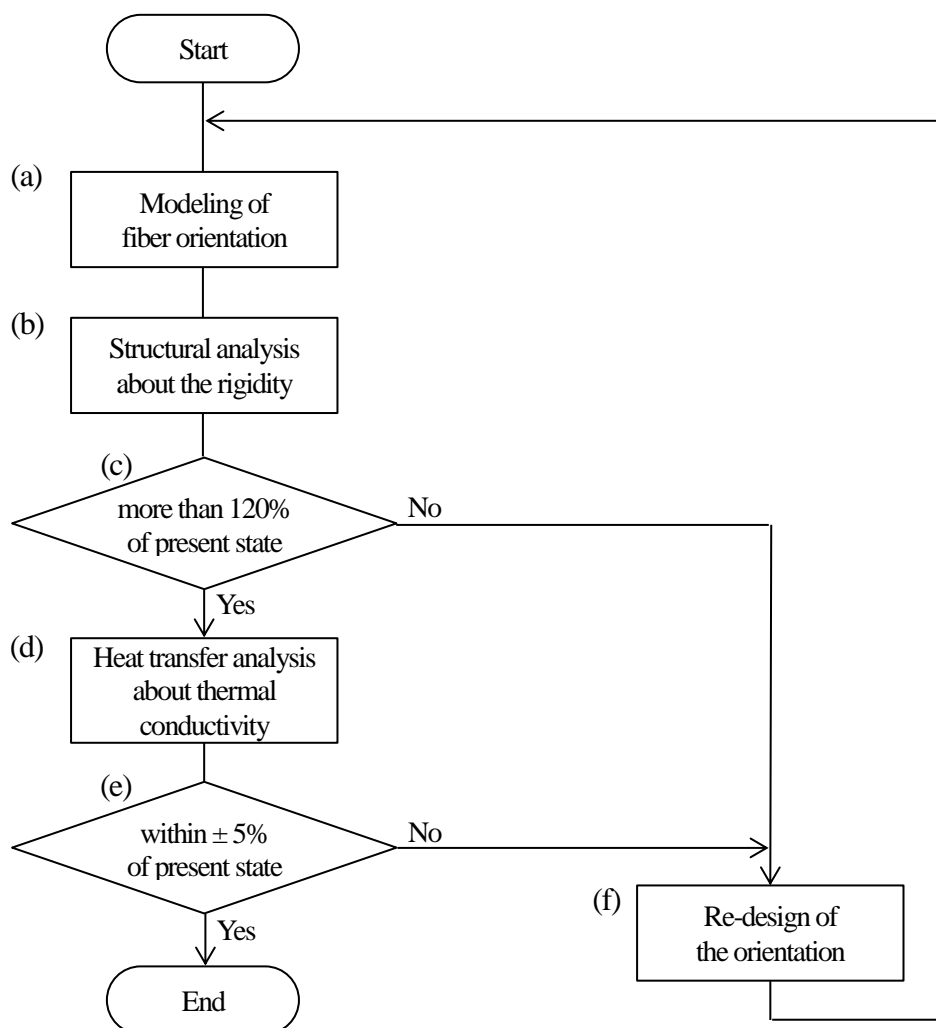 Start
(a)
Modeling of
fiber orientation
(b)
Structural analysis
about the rigidity
(c)
more than 120%
of present state
No
Yes
(d)
Heat transfer analysis
about thermal
conductivity
(e)
within ± 5%
of present state
No
Yes
(f)
Re-design of
the orientation
End